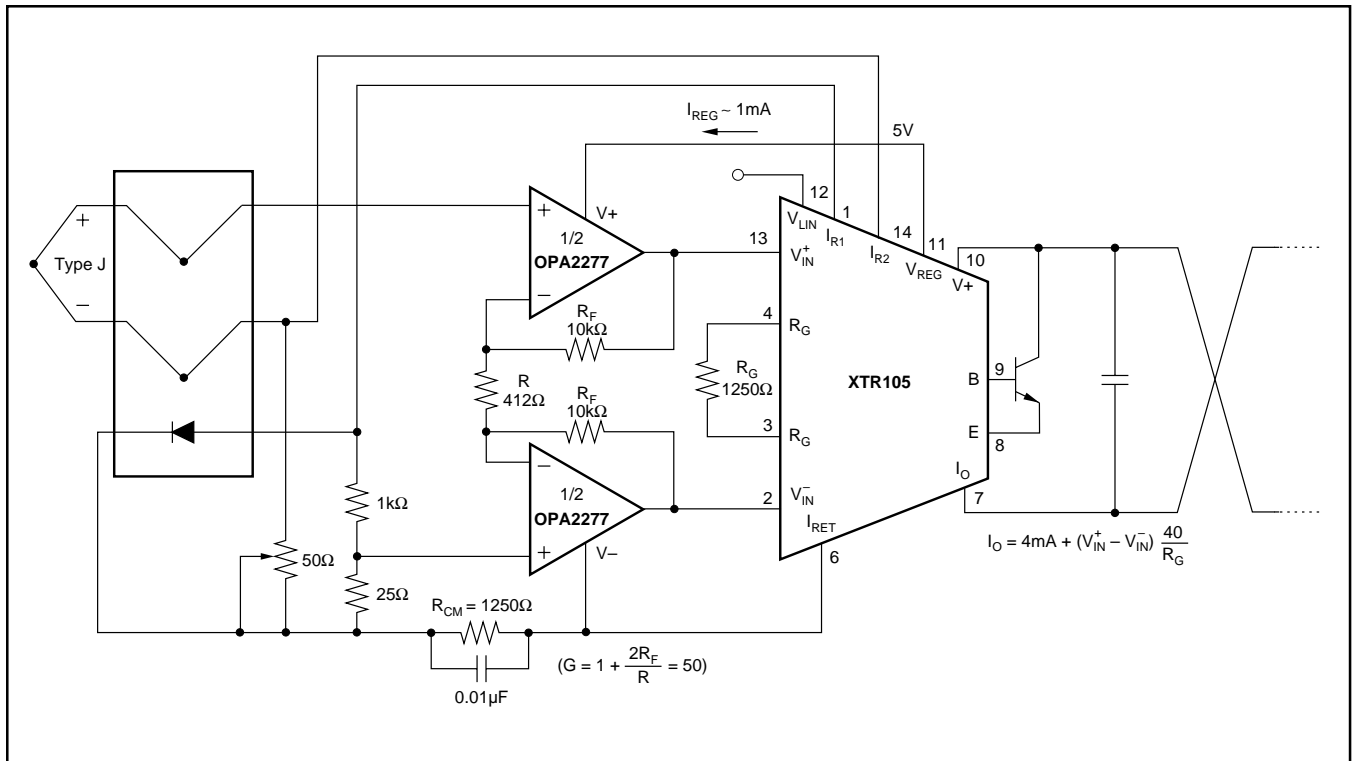 I_REG ~ 1mA
5V
12
1
14
11
10
V_LIN
I_R1
I_R2
V_REG
V+
+
Type J
−
+
V+
1/2
OPA2277
−
13
V_IN^+
R_F
10kΩ
R
412Ω
R_F
10kΩ
4
R_G
R_G
1250Ω
3
R_G
XTR105
B
9
E
8
I_O
7
−
1/2
OPA2277
+
V−
2
V_IN^−
I_RET
6
1kΩ
50Ω
25Ω
R_CM = 1250Ω
0.01µF
(G = 1 + 2R_F/R = 50)
I_O = 4mA + (V_IN^+ − V_IN^−) 40/R_G